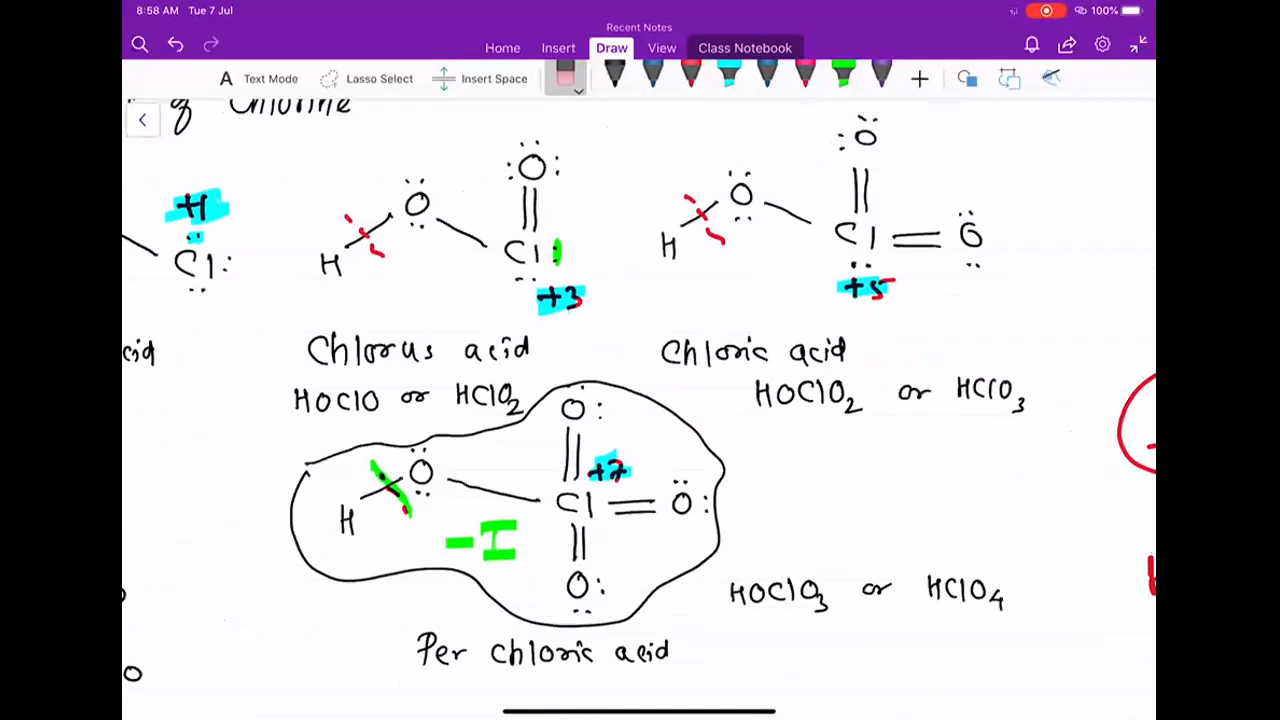 8:58 AM Tue 7 Jul
100%
Recent Notes
Home Insert Draw View Class Notebook
A Text Mode Lasso Select Insert Space
of Chlorine
+1
Cl
H O Cl O
+3
H O Cl O O
+5
cid
Chlorus acid
HOClO or HClO2
Chloric acid
HOClO2 or HClO3
H O Cl O O O
+7
-I
HOClO3 or HClO4
Per chloric acid